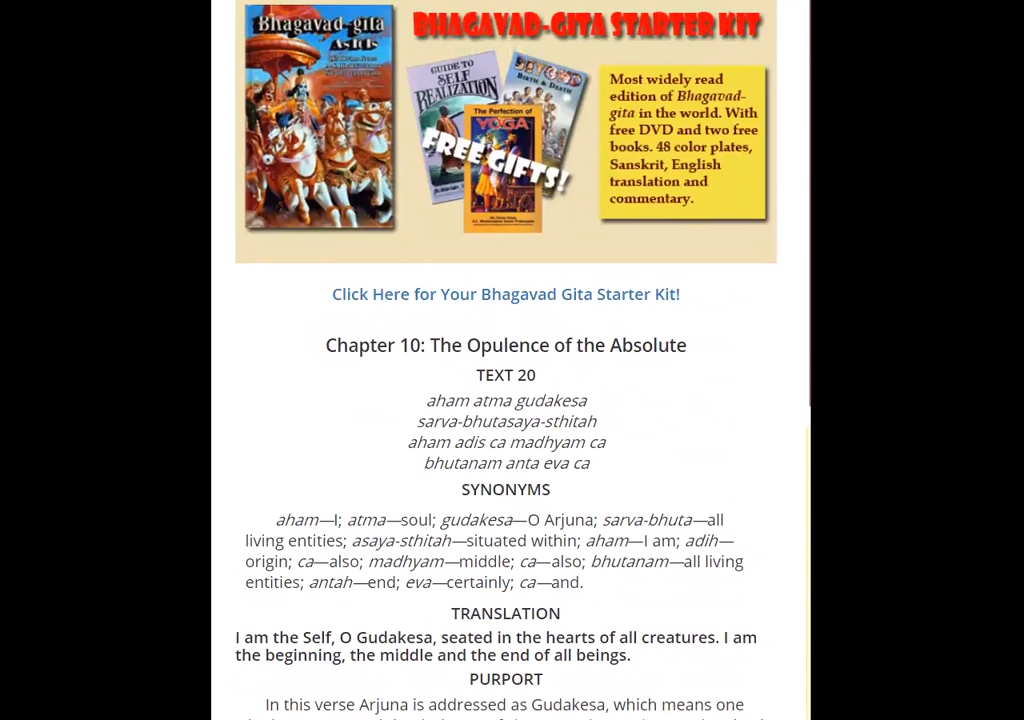 Bhagavad-gita
As It Is
BHAGAVAD-GITA STARTER KIT
GUIDE TO
SELF
REALIZATION
BEYOND
BIRTH & DEATH
The Perfection of
YOGA
FREE GIFTS!
Most widely read
edition of Bhagavad-
gita in the world. With
free DVD and two free
books. 48 color plates,
Sanskrit, English
translation and
commentary.
Click Here for Your Bhagavad Gita Starter Kit!
Chapter 10: The Opulence of the Absolute
TEXT 20
aham atma gudakesa
sarva-bhutasaya-sthitah
aham adis ca madhyam ca
bhutanam anta eva ca
SYNONYMS
aham—I; atma—soul; gudakesa—O Arjuna; sarva-bhuta—all
living entities; asaya-sthitah—situated within; aham—I am; adih—
origin; ca—also; madhyam—middle; ca—also; bhutanam—all living
entities; antah—end; eva—certainly; ca—and.
TRANSLATION
I am the Self, O Gudakesa, seated in the hearts of all creatures. I am
the beginning, the middle and the end of all beings.
PURPORT
In this verse Arjuna is addressed as Gudakesa, which means one